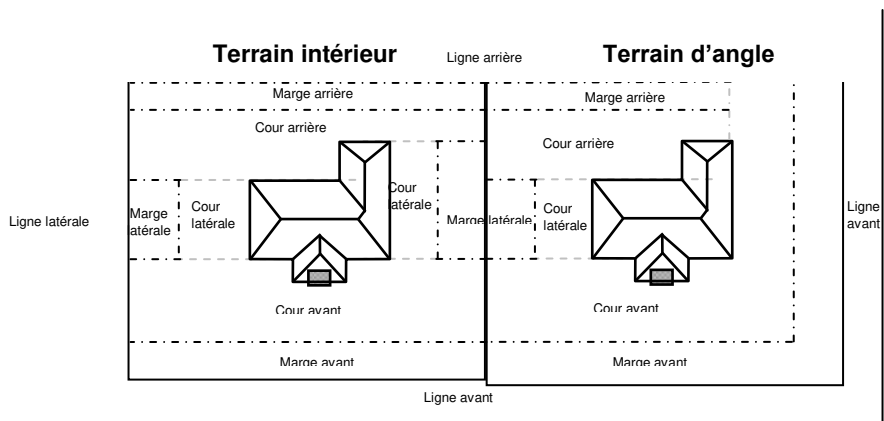 Terrain intérieur
Ligne arrière
Terrain d'angle
Marge arrière
Marge arrière
Cour arrière
Cour arrière
Ligne latérale
Marge
latérale
Cour
latérale
Cour
latérale
Marge latérale
Cour
latérale
Ligne
avant
Cour avant
Cour avant
Marge avant
Marge avant
Ligne avant